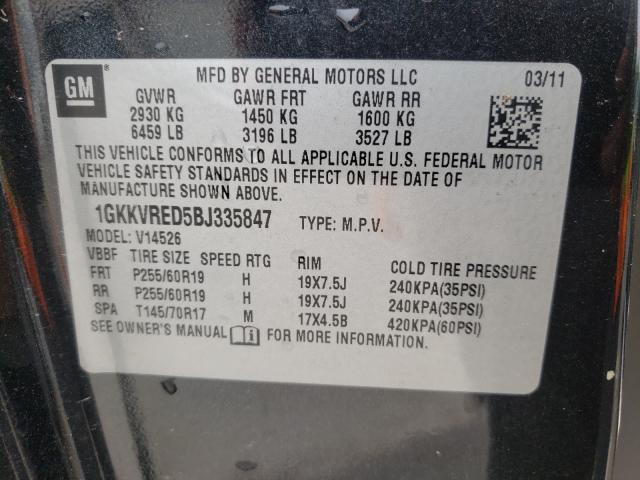 GM ® MFD BY GENERAL MOTORS LLC 03/11
GVWR GAWR FRT GAWR RR
2930 KG 1450 KG 1600 KG
6459 LB 3196 LB 3527 LB
THIS VEHICLE CONFORMS TO ALL APPLICABLE U.S. FEDERAL MOTOR
VEHICLE SAFETY STANDARDS IN EFFECT ON THE DATE OF
MANUFACTURE SHOWN ABOVE.
1GKKVRED5BJ335847 TYPE: M.P.V.
MODEL: V14526
VBBF TIRE SIZE SPEED RTG RIM COLD TIRE PRESSURE
FRT P255/60R19 H 19X7.5J 240KPA(35PSI)
RR P255/60R19 H 19X7.5J 240KPA(35PSI)
SPA T145/70R17 M 17X4.5B 420KPA(60PSI)
SEE OWNER'S MANUAL FOR MORE INFORMATION.